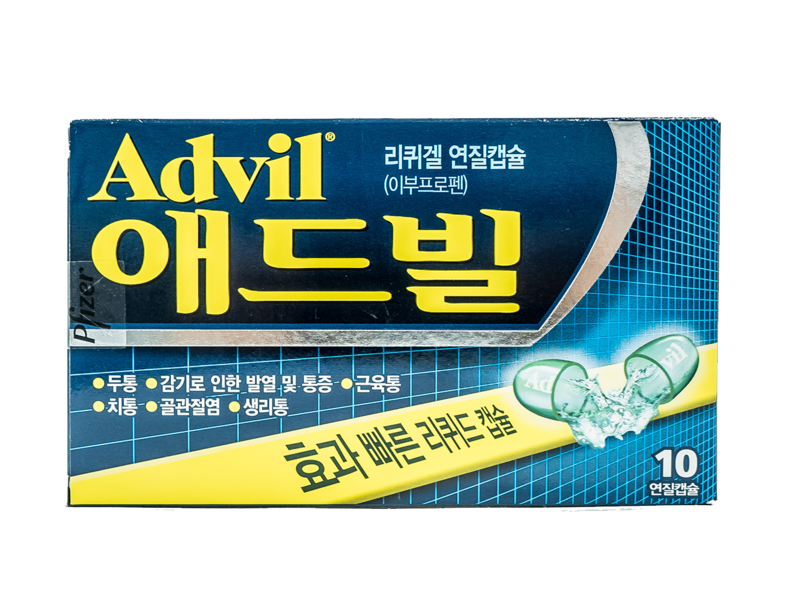 Advil®
리퀴겔 연질캡슐
(이부프로펜)
애드빌
Pfizer
•두통 •감기로 인한 발열 및 통증 •근육통
•치통 •골관절염 •생리통
효과 빠른 리퀴드 캡슐
Ad
vil
10
연질캡슐